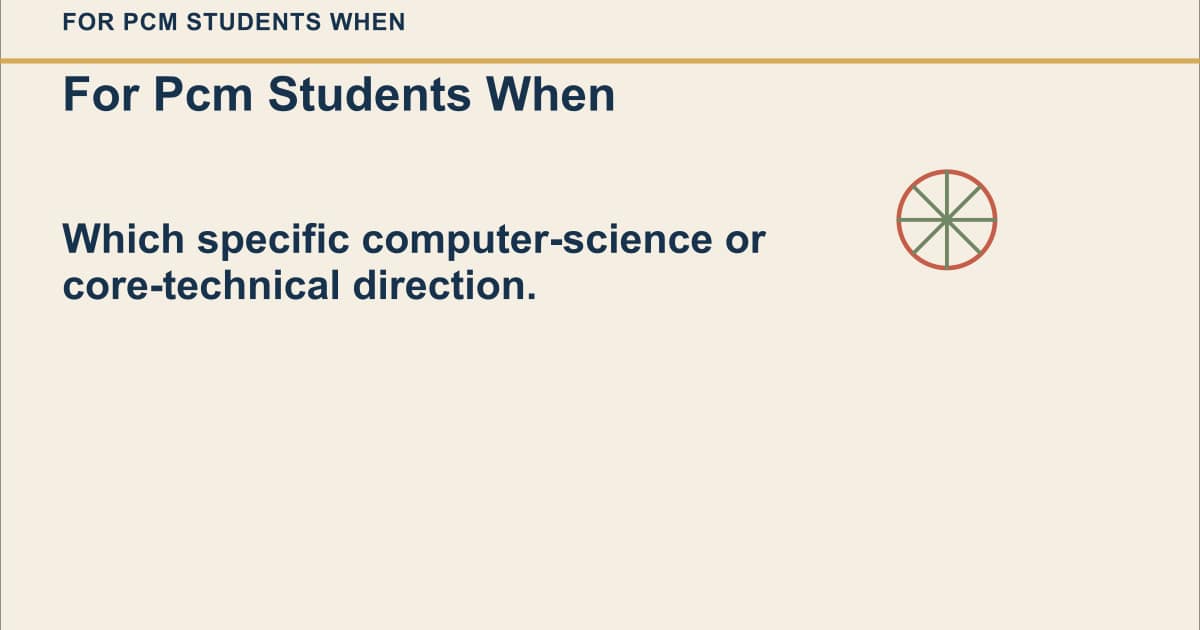 FOR PCM STUDENTS WHEN
For Pcm Students When
Which specific computer-science or
core-technical direction.